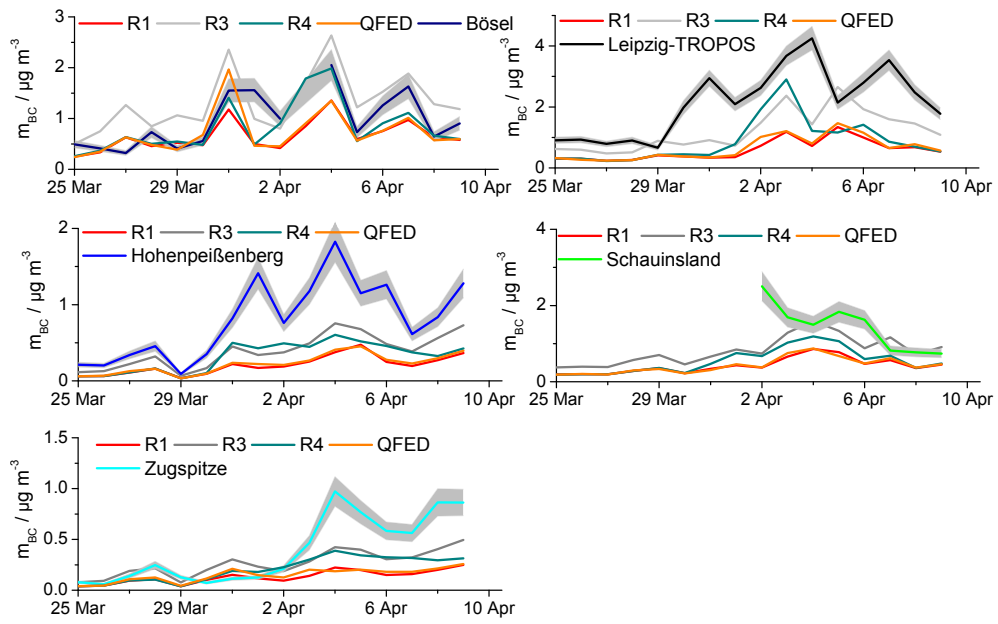 R1 R3 R4 QFED Bösel
3
2
1
0
mBC / µg m-3
25 Mar 29 Mar 2 Apr 6 Apr 10 Apr
R1 R3 R4 QFED
Leipzig-TROPOS
4
2
0
mBC / µg m-3
25 Mar 29 Mar 2 Apr 6 Apr 10 Apr
R1 R3 R4 QFED
Hohenpeißenberg
2
1
0
mBC / µg m-3
25 Mar 29 Mar 2 Apr 6 Apr 10 Apr
R1 R3 R4 QFED
Schauinsland
4
2
0
mBC / µg m-3
25 Mar 29 Mar 2 Apr 6 Apr 10 Apr
R1 R3 R4 QFED
Zugspitze
1.5
1.0
0.5
0.0
mBC / µg m-3
25 Mar 29 Mar 2 Apr 6 Apr 10 Apr